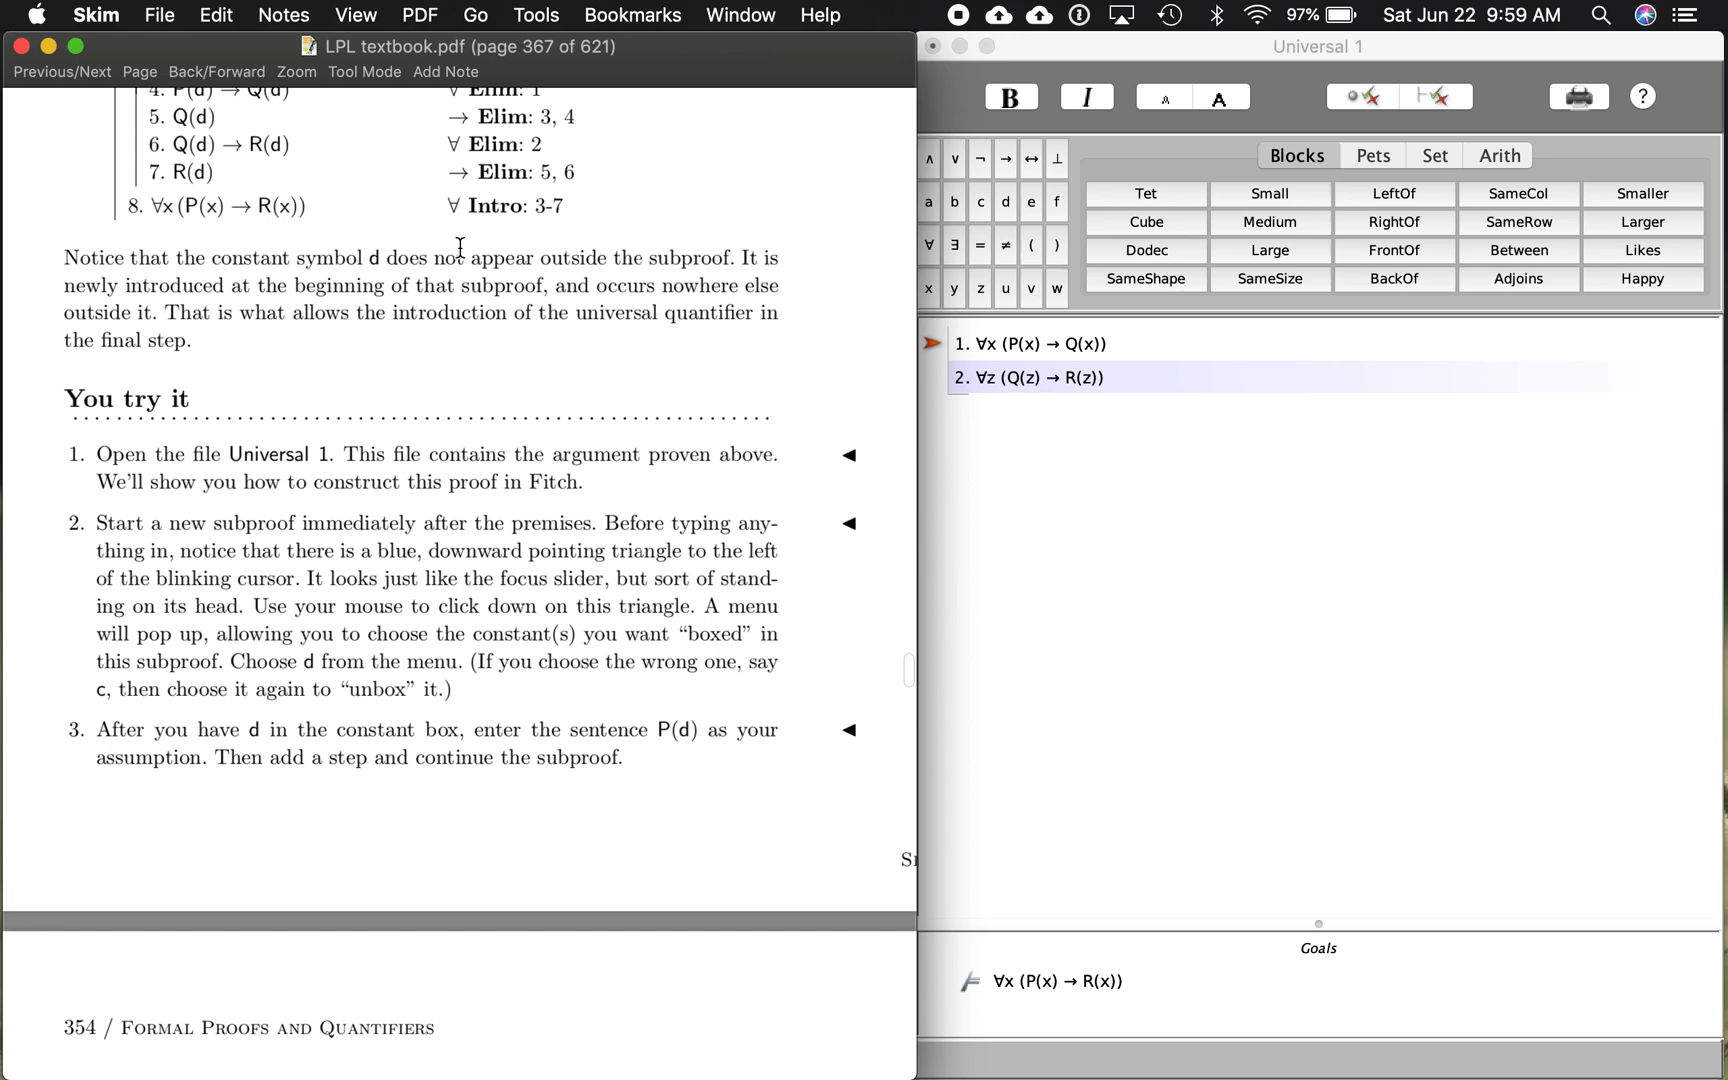 Skim File Edit Notes View PDF Go Tools Bookmarks Window Help 97% Sat Jun 22 9:59 AM
LPL textbook.pdf (page 367 of 621)
Previous/Next Page Back/Forward Zoom Tool Mode Add Note
4. P(d) → Q(d) ∀ Elim: 1
5. Q(d) → Elim: 3, 4
6. Q(d) → R(d) ∀ Elim: 2
7. R(d) → Elim: 5, 6
8. ∀x (P(x) → R(x)) ∀ Intro: 3-7
Notice that the constant symbol d does not appear outside the subproof. It is
newly introduced at the beginning of that subproof, and occurs nowhere else
outside it. That is what allows the introduction of the universal quantifier in
the final step.
You try it
1. Open the file Universal 1. This file contains the argument proven above.
We'll show you how to construct this proof in Fitch.
2. Start a new subproof immediately after the premises. Before typing any-
thing in, notice that there is a blue, downward pointing triangle to the left
of the blinking cursor. It looks just like the focus slider, but sort of stand-
ing on its head. Use your mouse to click down on this triangle. A menu
will pop up, allowing you to choose the constant(s) you want "boxed" in
this subproof. Choose d from the menu. (If you choose the wrong one, say
c, then choose it again to "unbox" it.)
3. After you have d in the constant box, enter the sentence P(d) as your
assumption. Then add a step and continue the subproof.
354 / Formal Proofs and Quantifiers
Universal 1
B I A A ?
∧ ∨ ¬ → ↔ ⊥
a b c d e f
∀ ∃ = ≠ ( )
x y z u v w
Blocks Pets Set Arith
Tet Small LeftOf SameCol Smaller
Cube Medium RightOf SameRow Larger
Dodec Large FrontOf Between Likes
SameShape SameSize BackOf Adjoins Happy
1. ∀x (P(x) → Q(x))
2. ∀z (Q(z) → R(z))
Goals
∀x (P(x) → R(x))